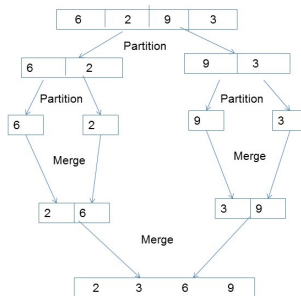 6 2 9 3
Partition
6 2 9 3
Partition Partition
6 2 9 3
Merge Merge
2 6 3 9
Merge
2 3 6 9